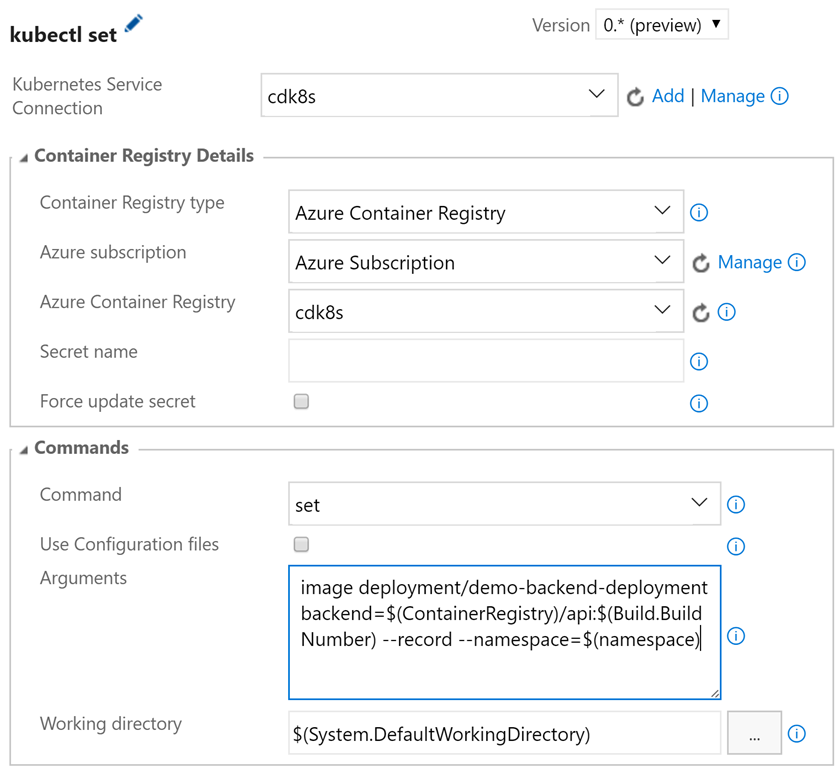 kubectl set
Version 0.* (preview)
Kubernetes Service
Connection
cdk8s
Add | Manage
Container Registry Details
Container Registry type
Azure Container Registry
Azure subscription
Azure Subscription
Manage
Azure Container Registry
cdk8s
Secret name
Force update secret
Commands
Command
set
Use Configuration files
Arguments
image deployment/demo-backend-deployment
backend=$(ContainerRegistry)/api:$(Build.Build
Number) --record --namespace=$(namespace)
Working directory
$(System.DefaultWorkingDirectory)
...